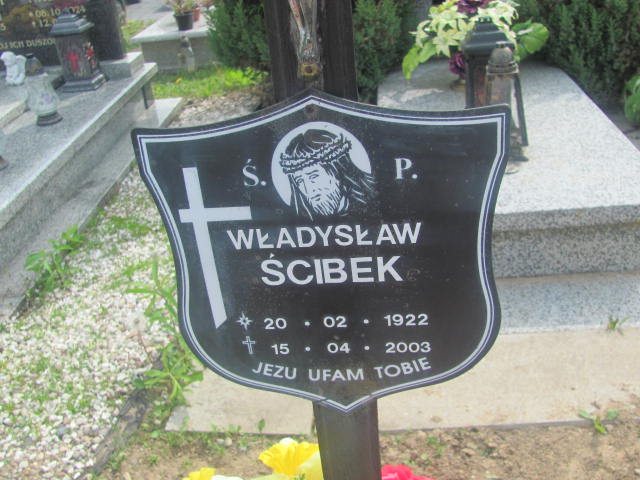 Ś. P.
WŁADYSŁAW
ŚCIBEK
20 • 02 • 1922
15 • 04 • 2003
JEZU UFAM TOBIE